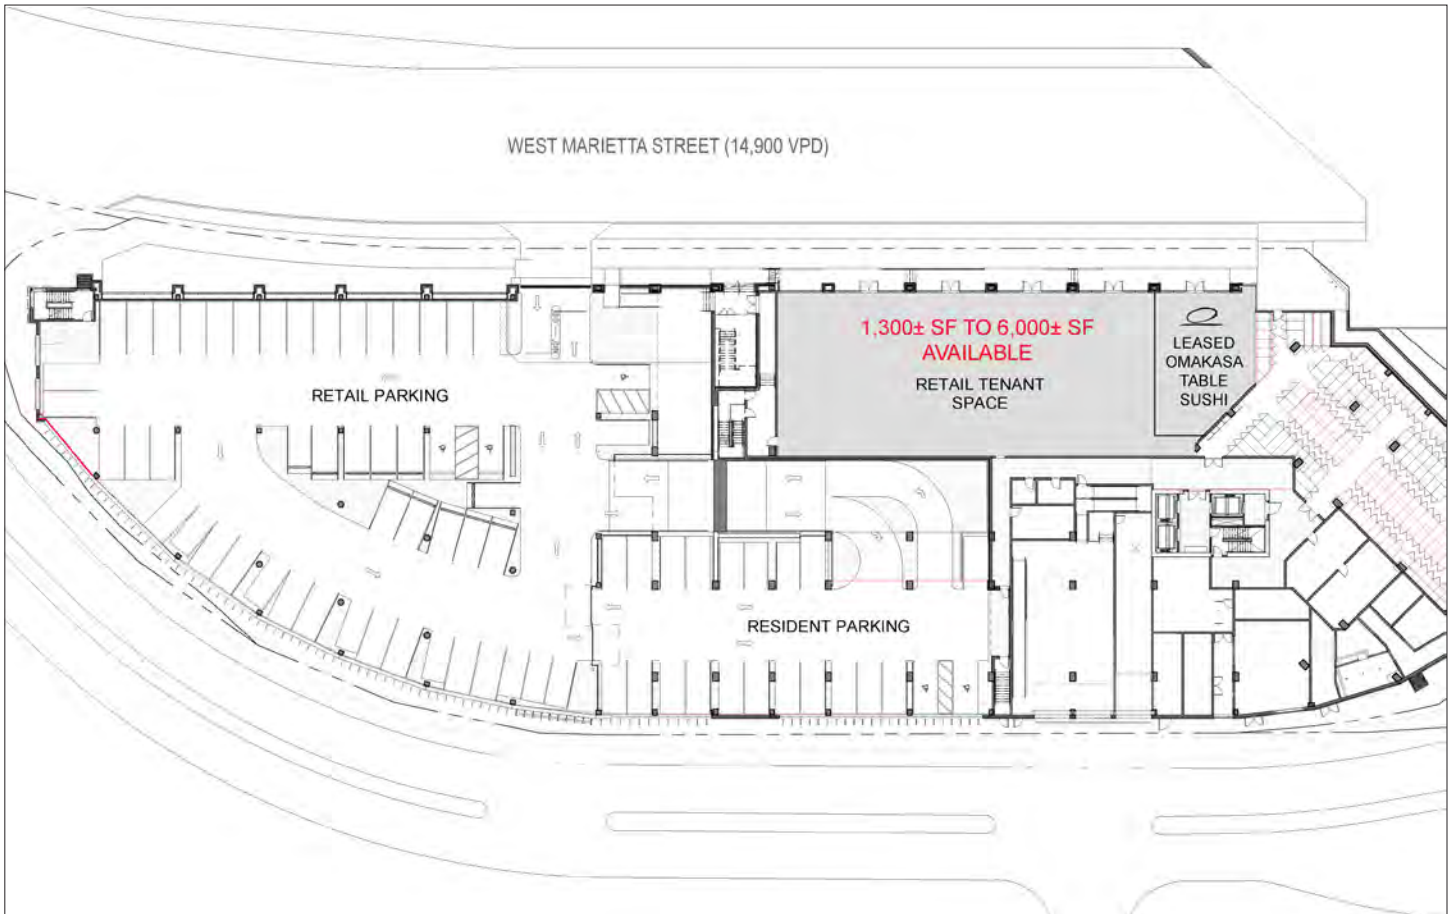 WEST MARIETTA STREET (14,900 VPD)
1,300± SF TO 6,000± SF
AVAILABLE
RETAIL TENANT
SPACE
LEASED
OMAKASA
TABLE
SUSHI
RETAIL PARKING
RESIDENT PARKING